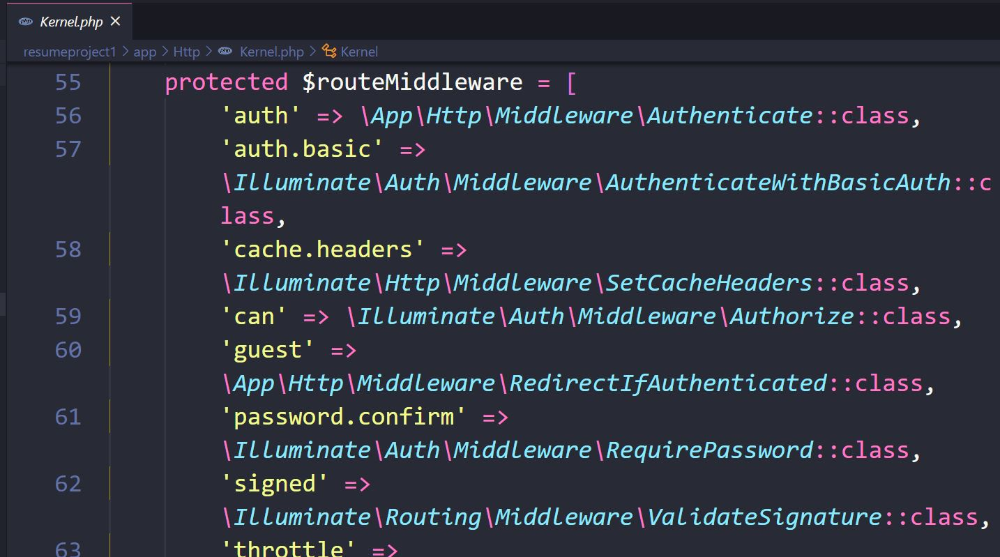 Kernel.php
resumeproject1 > app > Http > Kernel.php > Kernel
55 protected $routeMiddleware = [
56 'auth' => \App\Http\Middleware\Authenticate::class,
57 'auth.basic' =>
\Illuminate\Auth\Middleware\AuthenticateWithBasicAuth::c
lass,
58 'cache.headers' =>
\Illuminate\Http\Middleware\SetCacheHeaders::class,
59 'can' => \Illuminate\Auth\Middleware\Authorize::class,
60 'guest' =>
\App\Http\Middleware\RedirectIfAuthenticated::class,
61 'password.confirm' =>
\Illuminate\Auth\Middleware\RequirePassword::class,
62 'signed' =>
\Illuminate\Routing\Middleware\ValidateSignature::class,
63 'throttle' =>